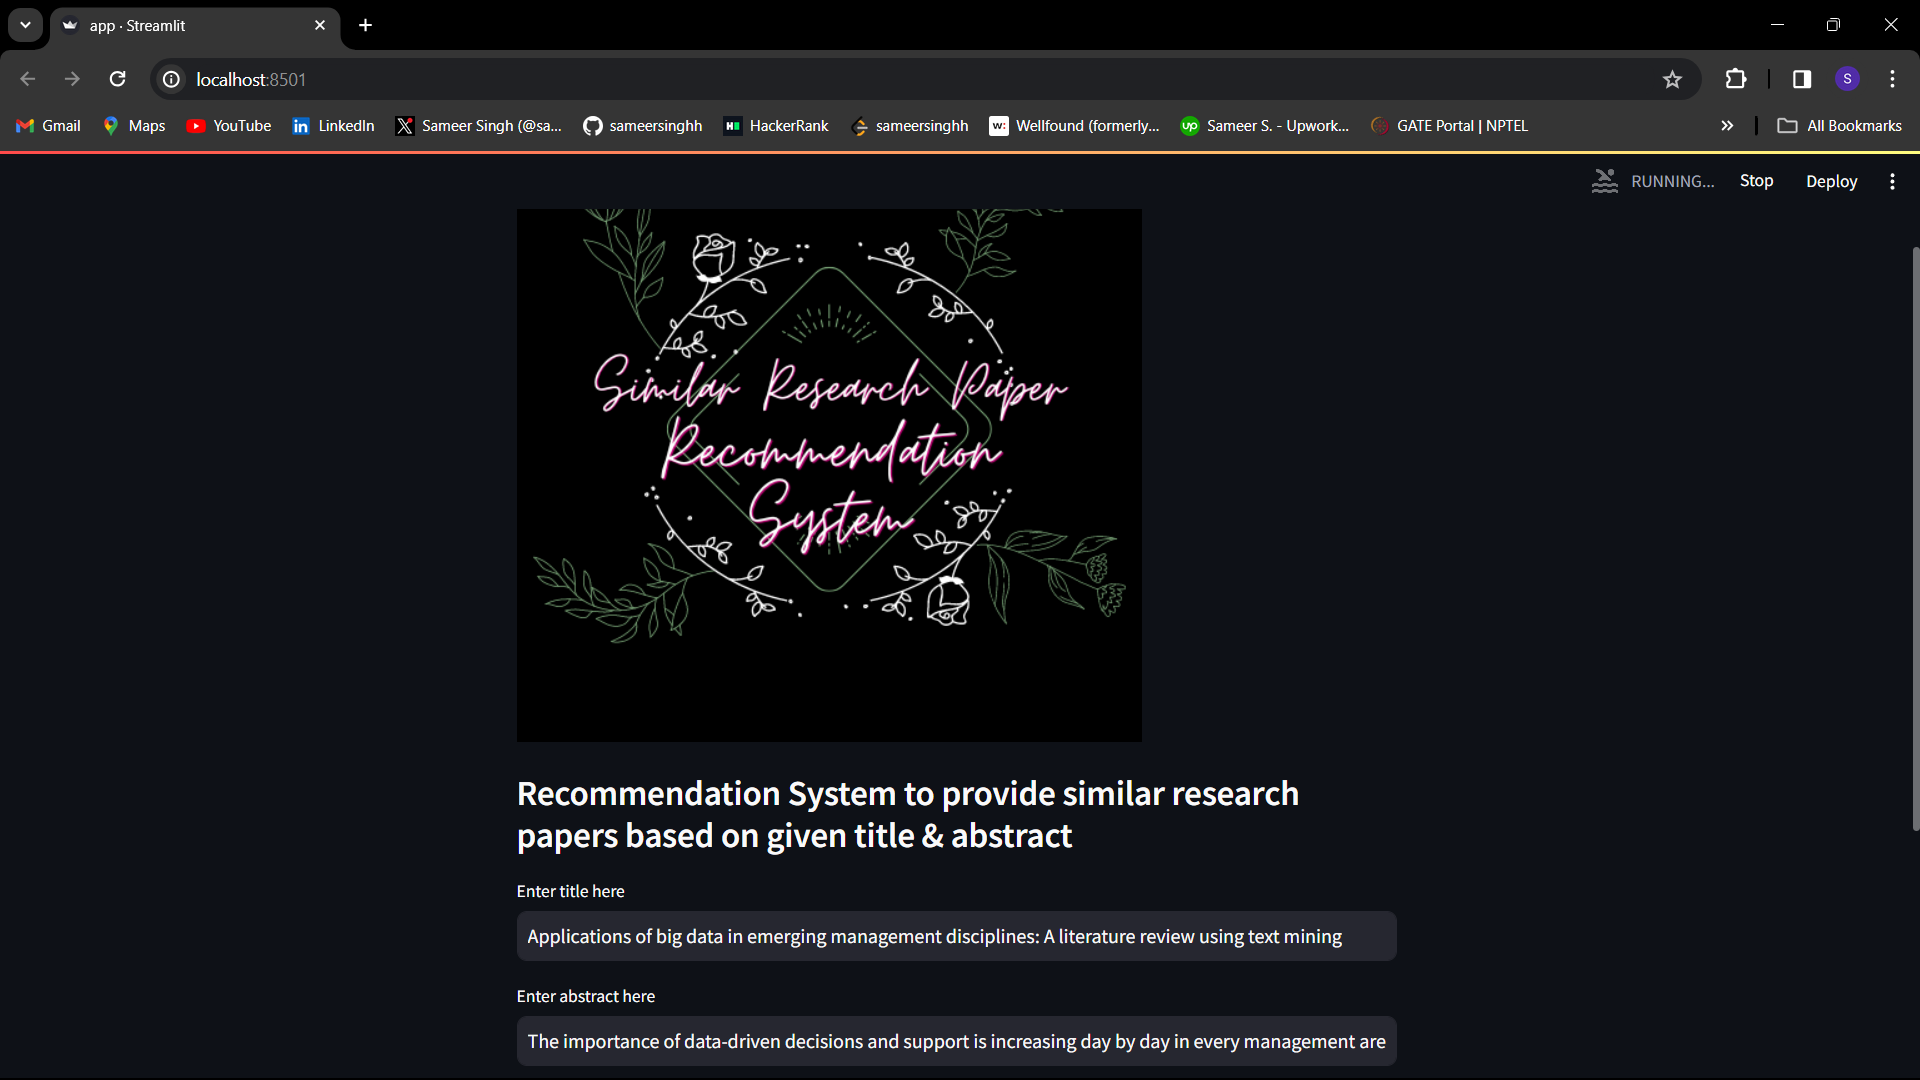 app · Streamlit
localhost:8501
S
Gmail
Maps
YouTube
LinkedIn
Sameer Singh (@sa...
sameersinghh
HackerRank
sameersinghh
Wellfound (formerly...
Sameer S. - Upwork...
GATE Portal | NPTEL
All Bookmarks
RUNNING...
Stop
Deploy
Similar Research Paper
Recommendation
System
Recommendation System to provide similar research
papers based on given title & abstract
Enter title here
Applications of big data in emerging management disciplines: A literature review using text mining
Enter abstract here
The importance of data-driven decisions and support is increasing day by day in every management are